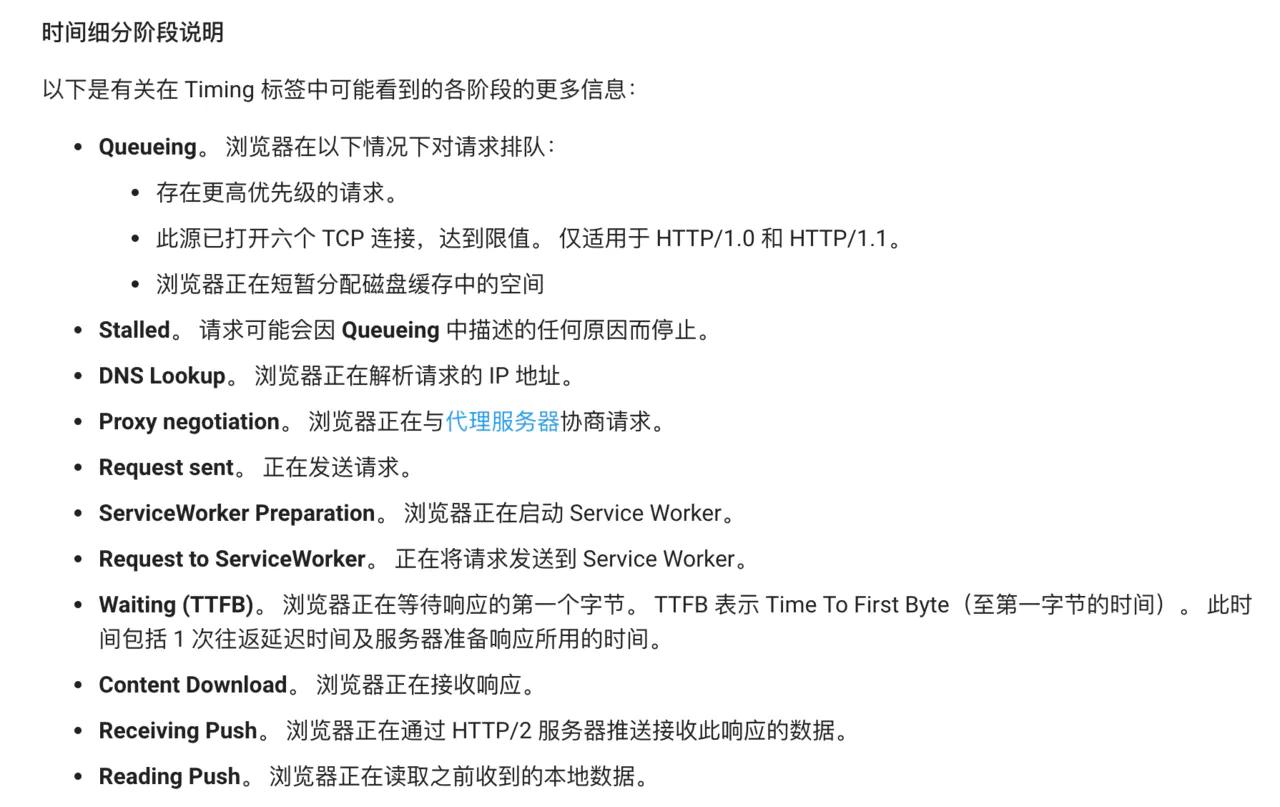 时间细分阶段说明
以下是有关在 Timing 标签中可能看到的各阶段的更多信息：
• Queueing。 浏览器在以下情况下对请求排队：
• 存在更高优先级的请求。
• 此源已打开六个 TCP 连接，达到限值。 仅适用于 HTTP/1.0 和 HTTP/1.1。
• 浏览器正在短暂分配磁盘缓存中的空间
• Stalled。 请求可能会因 Queueing 中描述的任何原因而停止。
• DNS Lookup。 浏览器正在解析请求的 IP 地址。
• Proxy negotiation。 浏览器正在与代理服务器协商请求。
• Request sent。 正在发送请求。
• ServiceWorker Preparation。 浏览器正在启动 Service Worker。
• Request to ServiceWorker。 正在将请求发送到 Service Worker。
• Waiting (TTFB)。 浏览器正在等待响应的第一个字节。 TTFB 表示 Time To First Byte（至第一字节的时间）。 此时
间包括 1 次往返延迟时间及服务器准备响应所用的时间。
• Content Download。 浏览器正在接收响应。
• Receiving Push。 浏览器正在通过 HTTP/2 服务器推送接收此响应的数据。
• Reading Push。 浏览器正在读取之前收到的本地数据。